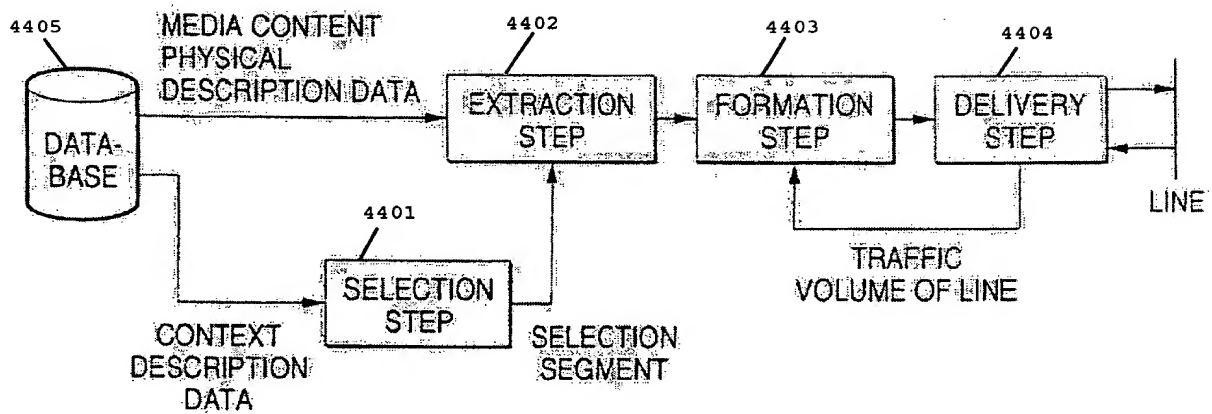 4405
MEDIA CONTENT
PHYSICAL
DESCRIPTION DATA
4402
4403
4404
DATA-
BASE
EXTRACTION
STEP
FORMATION
STEP
DELIVERY
STEP
LINE
4401
SELECTION
STEP
TRAFFIC
VOLUME OF LINE
CONTEXT
DESCRIPTION
DATA
SELECTION
SEGMENT